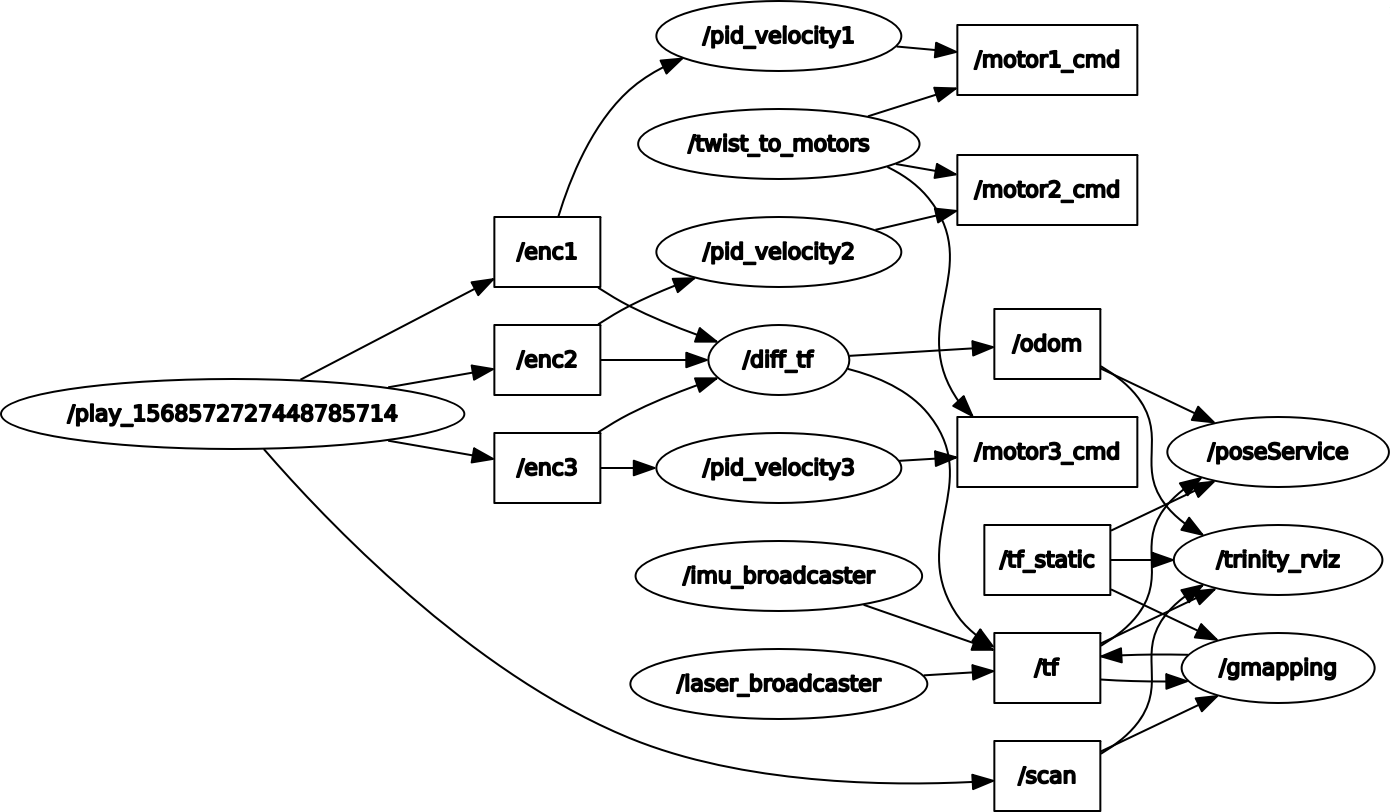 /pid_velocity1
/motor1_cmd
/twist_to_motors
/motor2_cmd
/enc1
/pid_velocity2
/odom
/enc2
/diff_tf
/play_1568572727448785714
/motor3_cmd
/poseService
/enc3
/pid_velocity3
/tf_static
/trinity_rviz
/imu_broadcaster
/tf
/gmapping
/laser_broadcaster
/scan